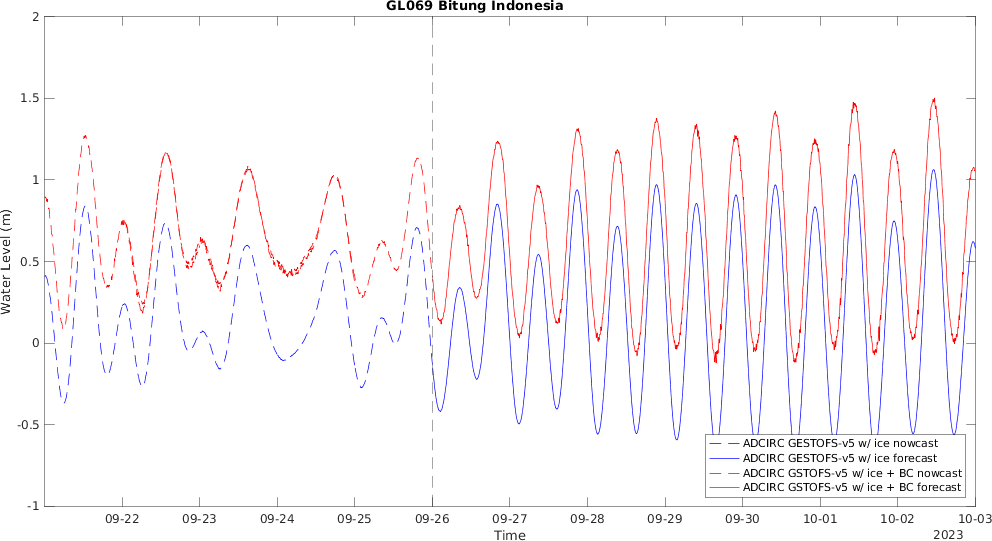 GL069 Bitung Indonesia
2
1.5
1
0.5
0
-0.5
-1
Water Level (m)
ADCIRC GESTOFS-v5 w/ ice nowcast
ADCIRC GESTOFS-v5 w/ ice forecast
ADCIRC GSTOFS-v5 w/ ice + BC nowcast
ADCIRC GSTOFS-v5 w/ ice + BC forecast
09-22 09-23 09-24 09-25 09-26 09-27 09-28 09-29 09-30 10-01 10-02 10-03
Time
2023